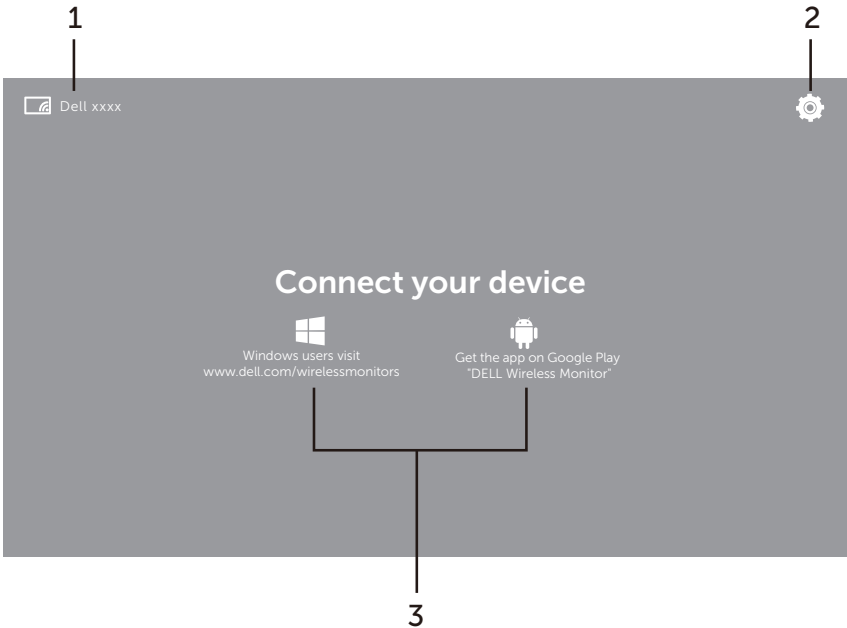 1
2
Dell xxxx
Connect your device
Windows users visit
www.dell.com/wirelessmonitors
Get the app on Google Play
"DELL Wireless Monitor"
3